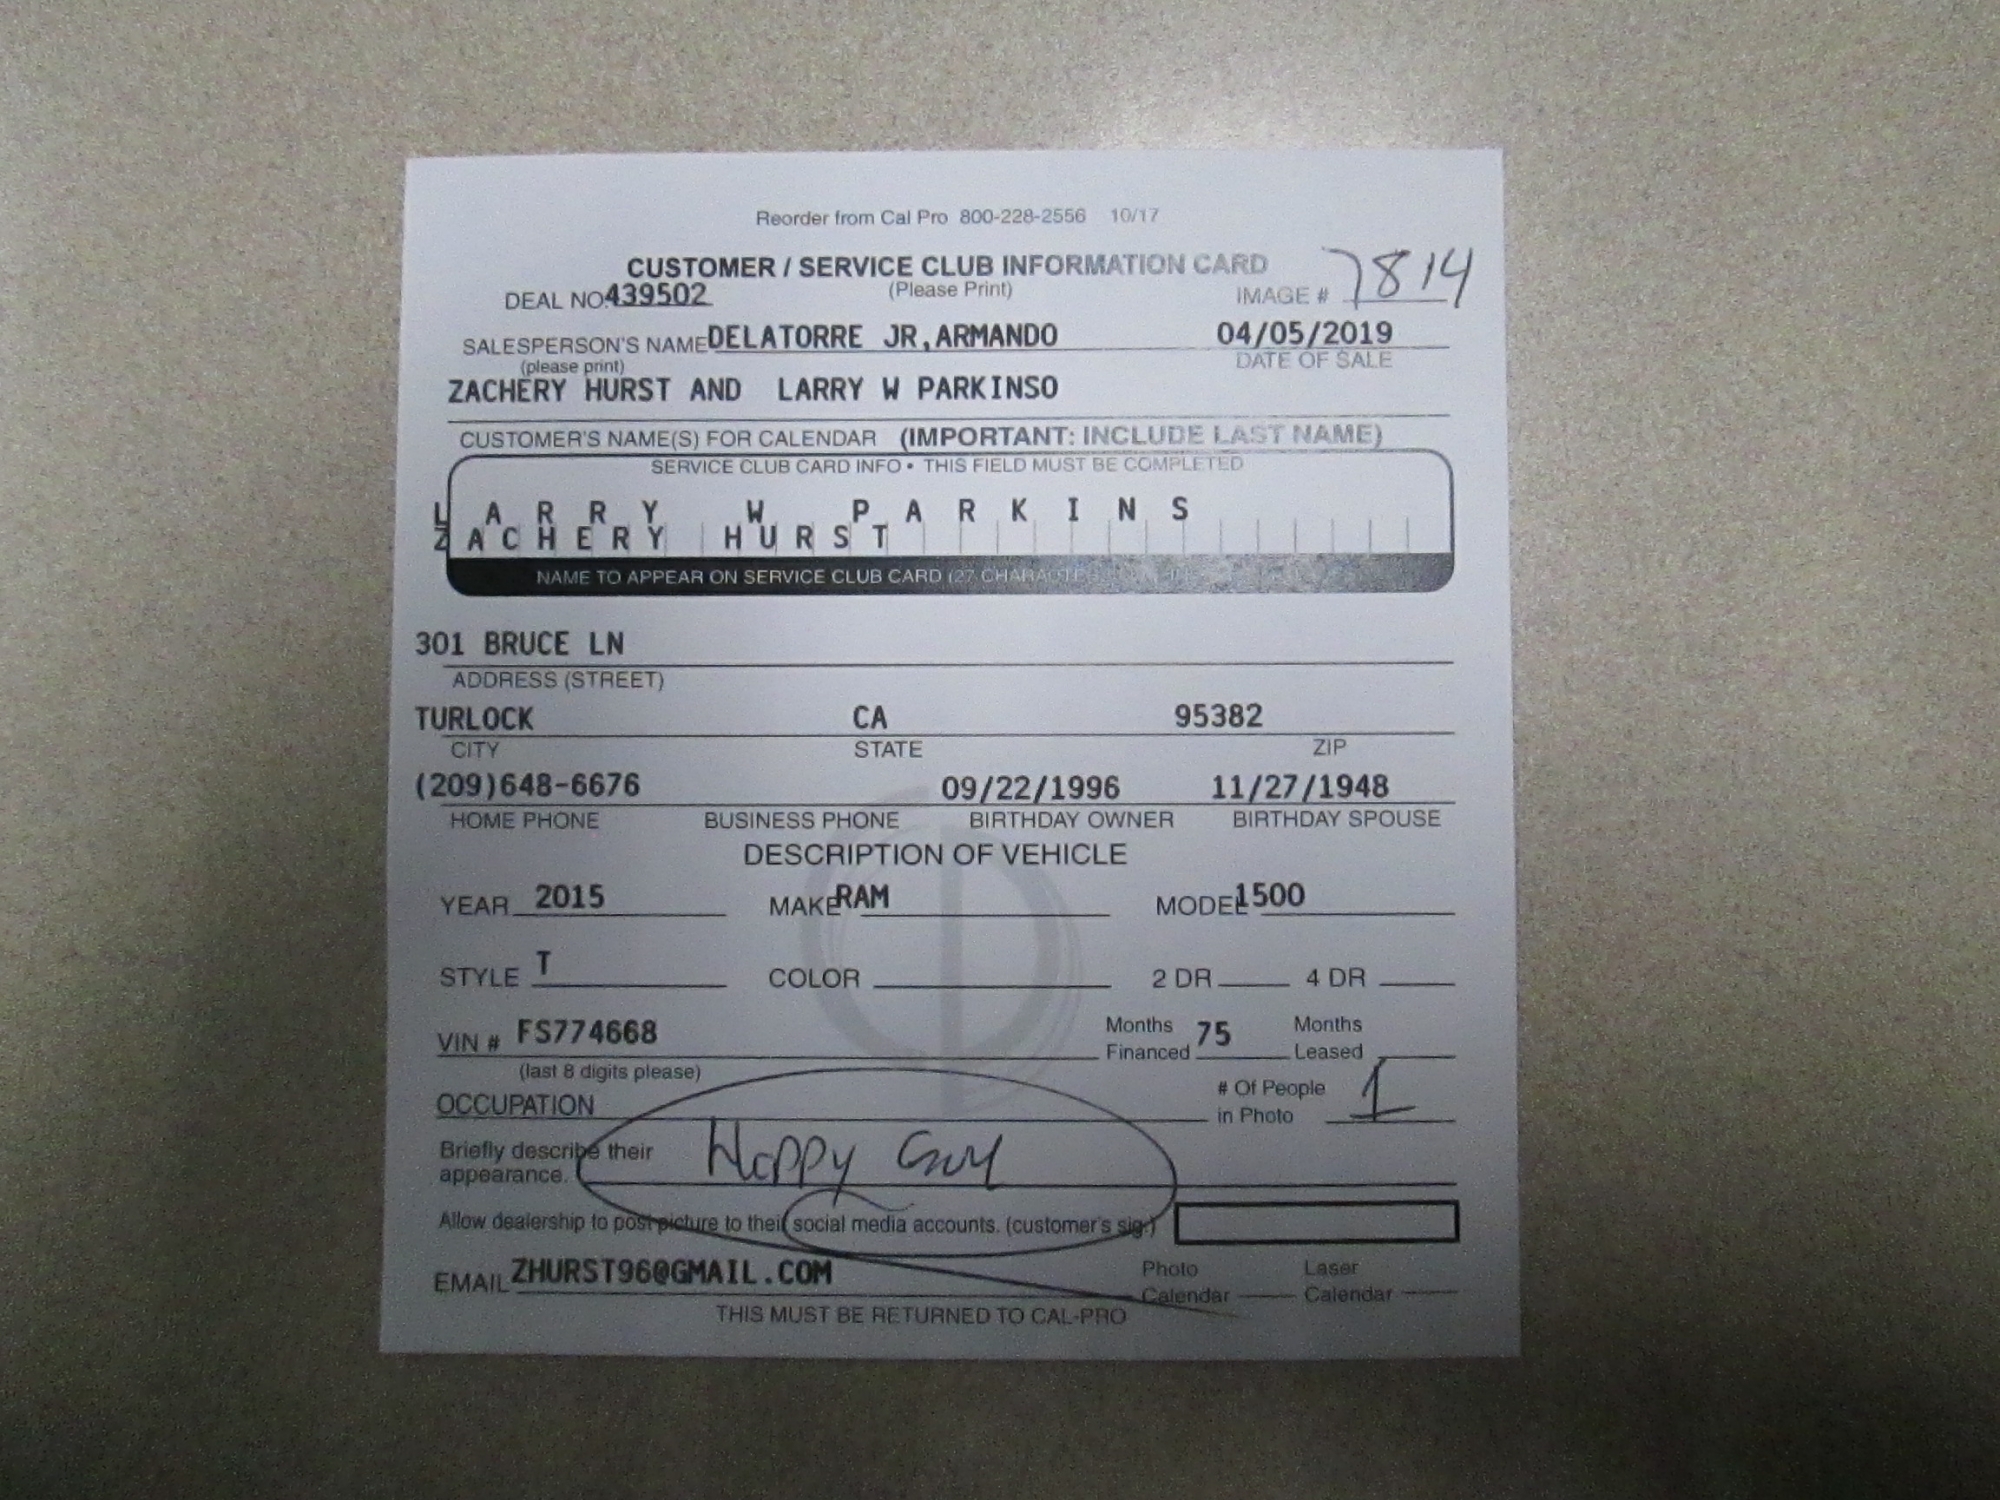 Reorder from Cal Pro 800-228-2556 10/17
CUSTOMER / SERVICE CLUB INFORMATION CARD
DEAL NO. 439502 (Please Print) IMAGE # 7814
SALESPERSON'S NAME DELATORRE JR,ARMANDO 04/05/2019
(please print) DATE OF SALE
ZACHERY HURST AND LARRY W PARKINSO
CUSTOMER'S NAME(S) FOR CALENDAR (IMPORTANT: INCLUDE LAST NAME)
SERVICE CLUB CARD INFO • THIS FIELD MUST BE COMPLETED
LARRY W PARKINS
ZACHERY HURST
NAME TO APPEAR ON SERVICE CLUB CARD (27
301 BRUCE LN
ADDRESS (STREET)
TURLOCK CA 95382
CITY STATE ZIP
(209)648-6676 09/22/1996 11/27/1948
HOME PHONE BUSINESS PHONE BIRTHDAY OWNER BIRTHDAY SPOUSE
DESCRIPTION OF VEHICLE
YEAR 2015 MAKE RAM MODEL 1500
STYLE T COLOR 2 DR 4 DR
VIN # FS774668 Months Financed 75 Months Leased
(last 8 digits please)
OCCUPATION # Of People in Photo 1
Briefly describe their appearance. Happy Guy
Allow dealership to post picture to their social media accounts. (customer's sig.)
EMAIL ZHURST96@GMAIL.COM Photo Calendar Laser Calendar
THIS MUST BE RETURNED TO CAL-PRO